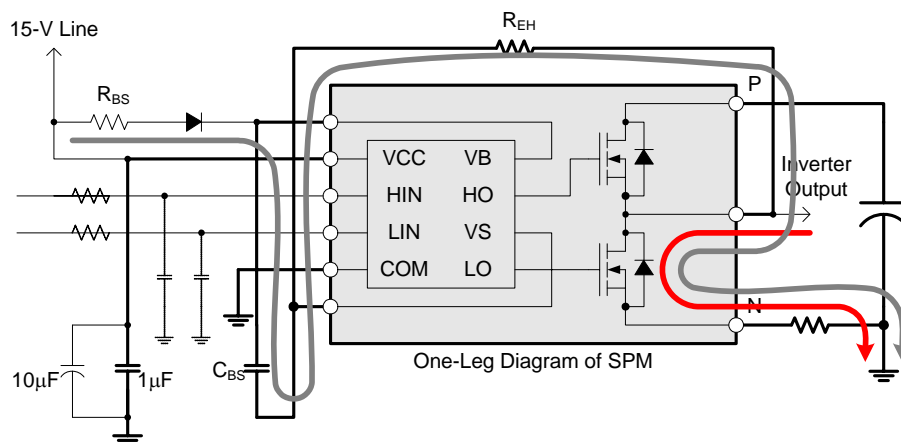 15-V Line
R_EH
R_BS
P
VCC
VB
HIN
HO
LIN
VS
COM
LO
Inverter
Output
N
One-Leg Diagram of SPM
C_BS
10μF
1μF